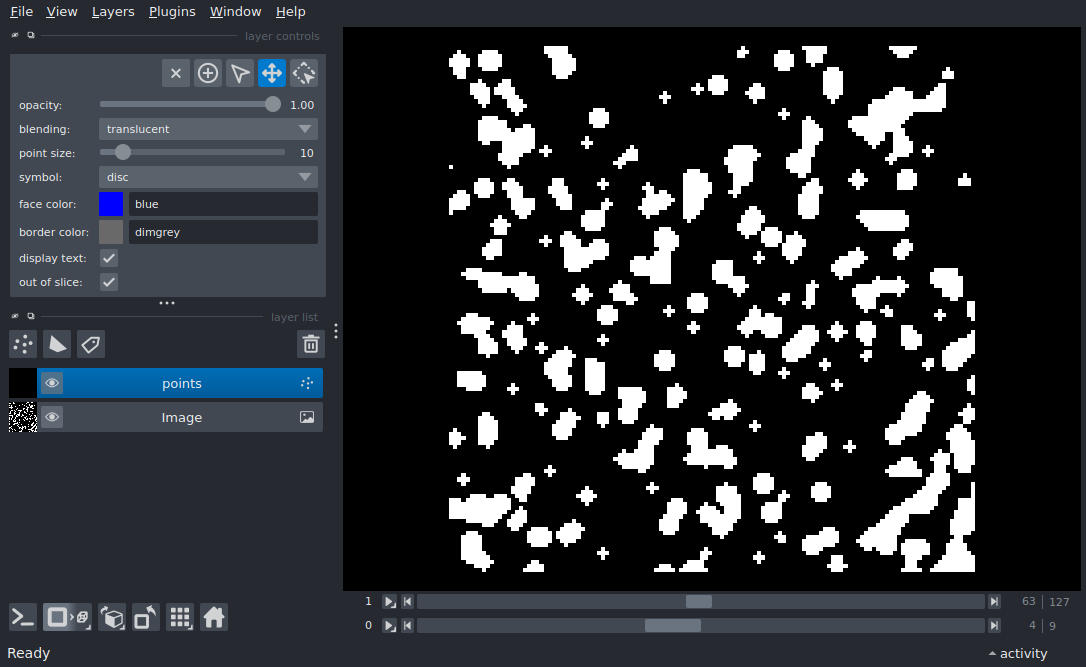 File View Layers Plugins Window Help
layer controls
opacity: 1.00
blending: translucent
point size: 10
symbol: disc
face color: blue
border color: dimgrey
display text:
out of slice:
layer list
points
Image
1 63 127
0 4 9
Ready activity